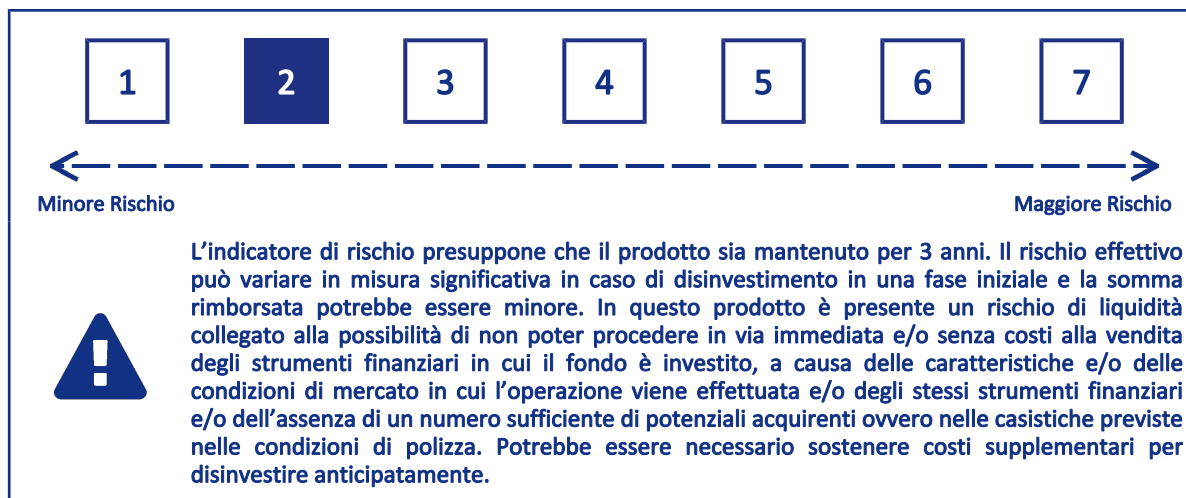 1 2 3 4 5 6 7
Minore Rischio Maggiore Rischio
L’indicatore di rischio presuppone che il prodotto sia mantenuto per 3 anni. Il rischio effettivo
può variare in misura significativa in caso di disinvestimento in una fase iniziale e la somma
rimborsata potrebbe essere minore. In questo prodotto è presente un rischio di liquidità
collegato alla possibilità di non poter procedere in via immediata e/o senza costi alla vendita
degli strumenti finanziari in cui il fondo è investito, a causa delle caratteristiche e/o delle
condizioni di mercato in cui l’operazione viene effettuata e/o degli stessi strumenti finanziari
e/o dell’assenza di un numero sufficiente di potenziali acquirenti ovvero nelle casistiche previste
nelle condizioni di polizza. Potrebbe essere necessario sostenere costi supplementari per
disinvestire anticipatamente.